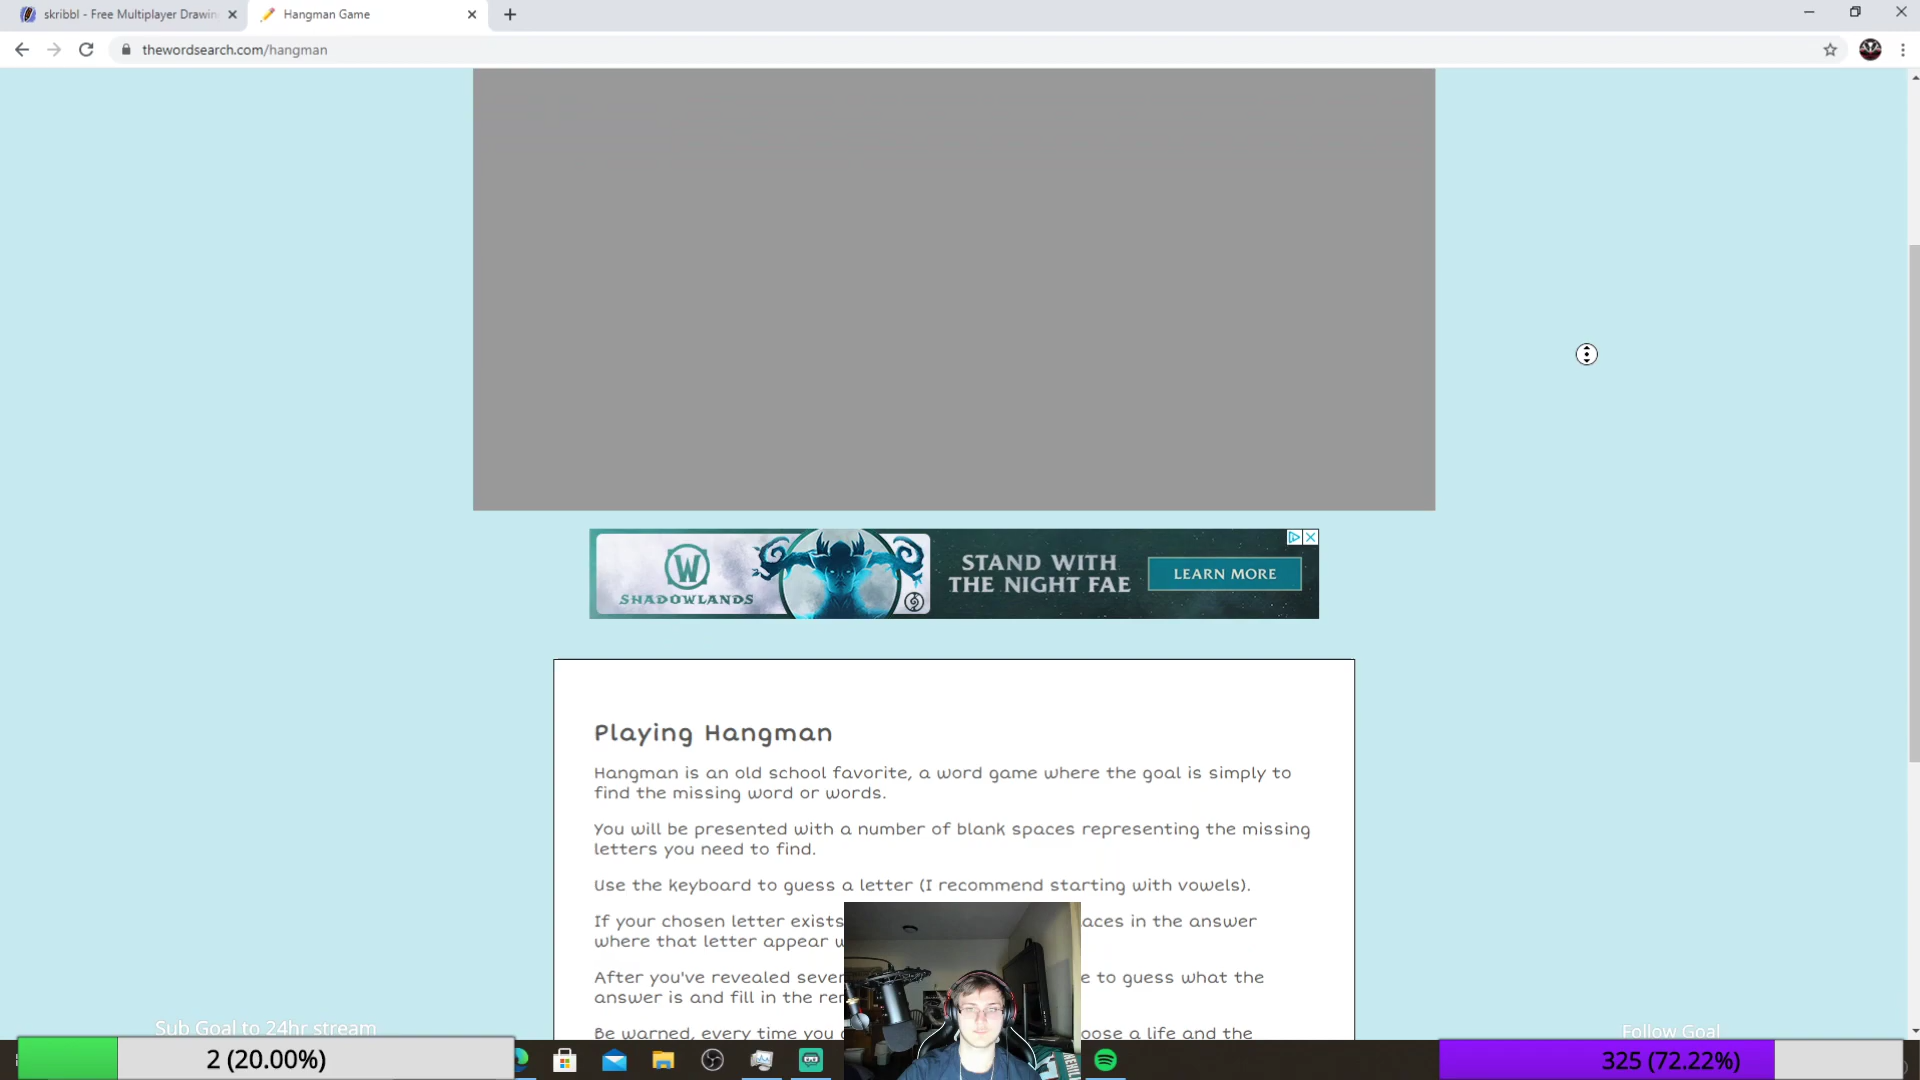 skribbl - Free Multiplayer Drawin
Hangman Game
thewordsearch.com/hangman
W
SHADOWLANDS
STAND WITH
THE NIGHT FAE
LEARN MORE
Playing Hangman
Hangman is an old school favorite, a word game where the goal is simply to
find the missing word or words.
You will be presented with a number of blank spaces representing the missing
letters you need to find.
Use the keyboard to guess a letter (I recommend starting with vowels).
If your chosen letter exists aces in the answer
where that letter appear w
After you've revealed sever e to guess what the
answer is and fill in the rer
Be warned, every time you oose a life and the
Sub Goal to 24hr stream
2 (20.00%)
Follow Goal
325 (72.22%)